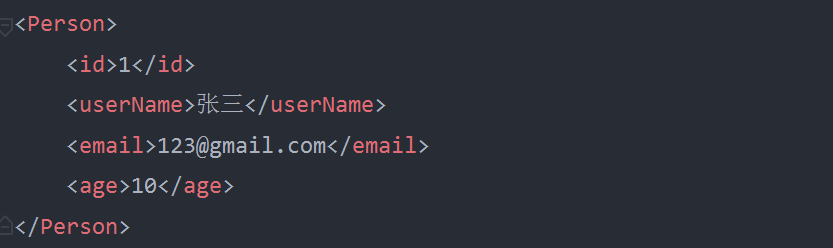 <Person>
<id>1</id>
<userName>张三</userName>
<email>123@gmail.com</email>
<age>10</age>
</Person>